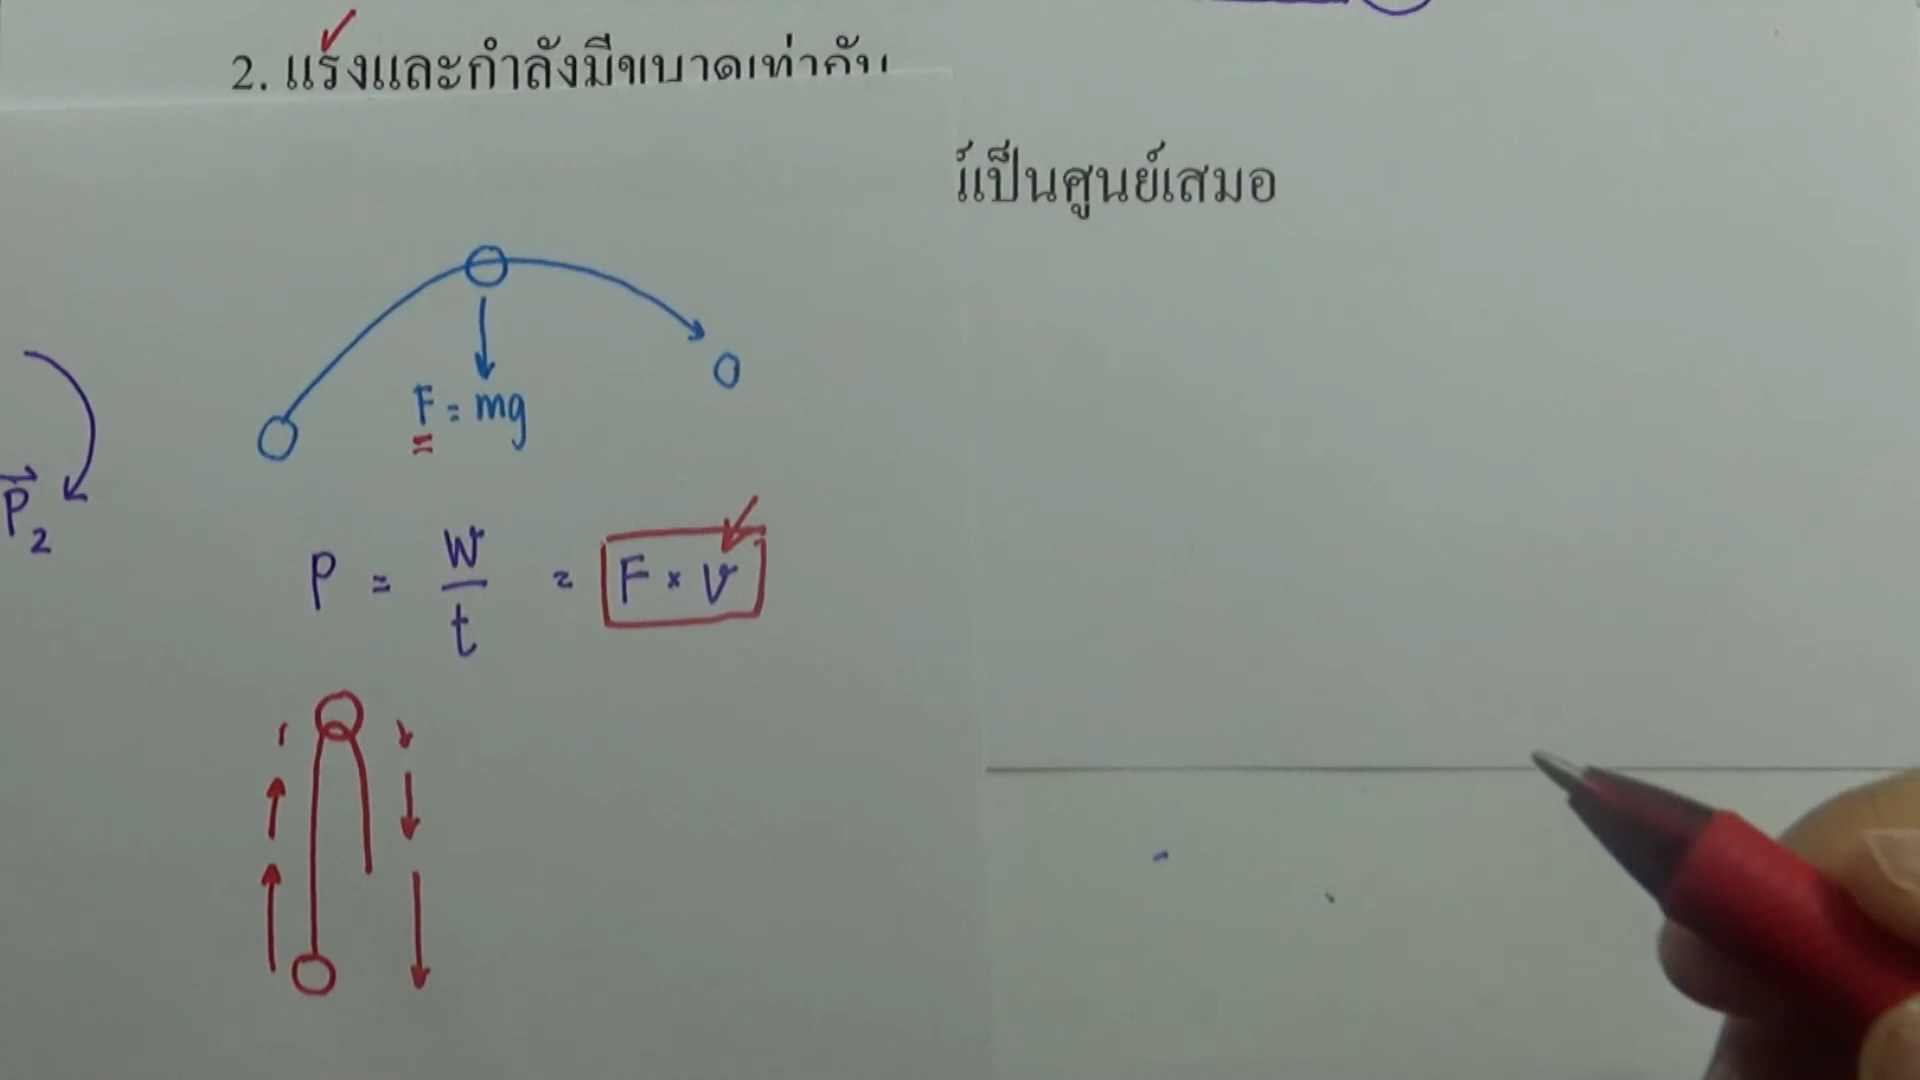 2. แรงและกำลังมีขนาดเท่ากัน
์เป็นศูนย์เสมอ
F = mg
P⃗₂
P = W/t = F × v